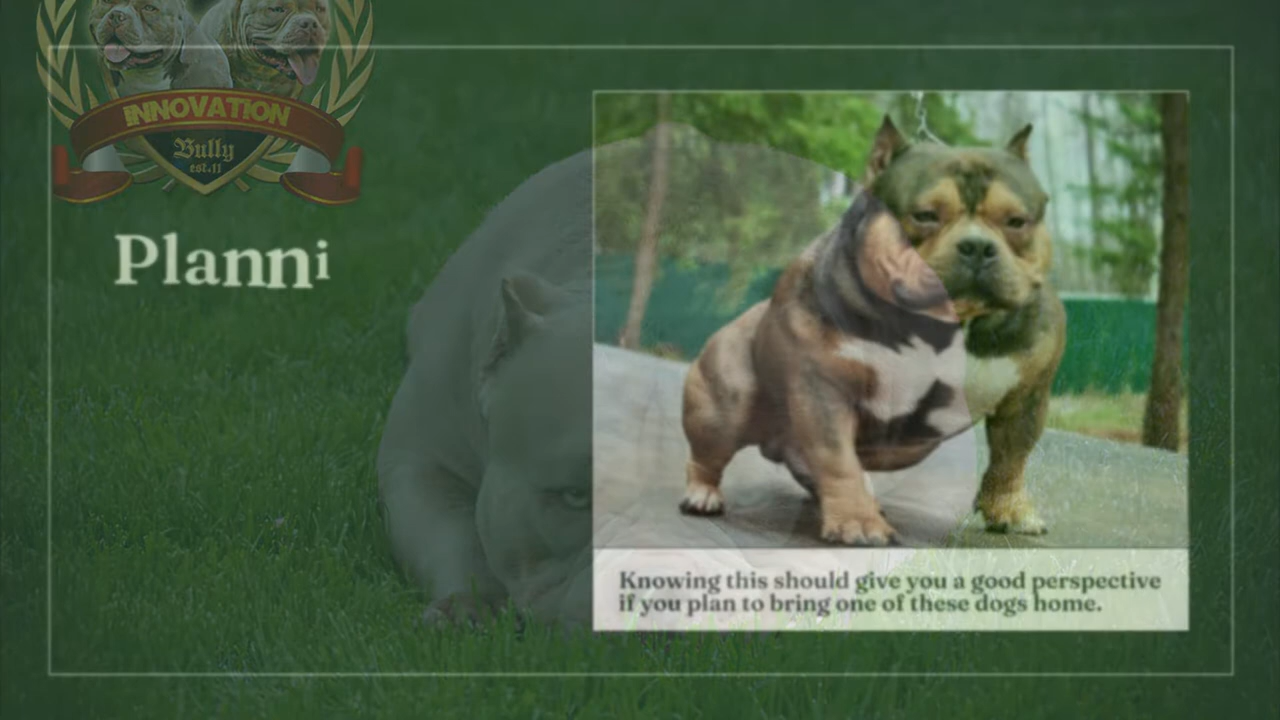 INNOVATION
Bully
est.11
Planni
Knowing this should give you a good perspective
if you plan to bring one of these dogs home.